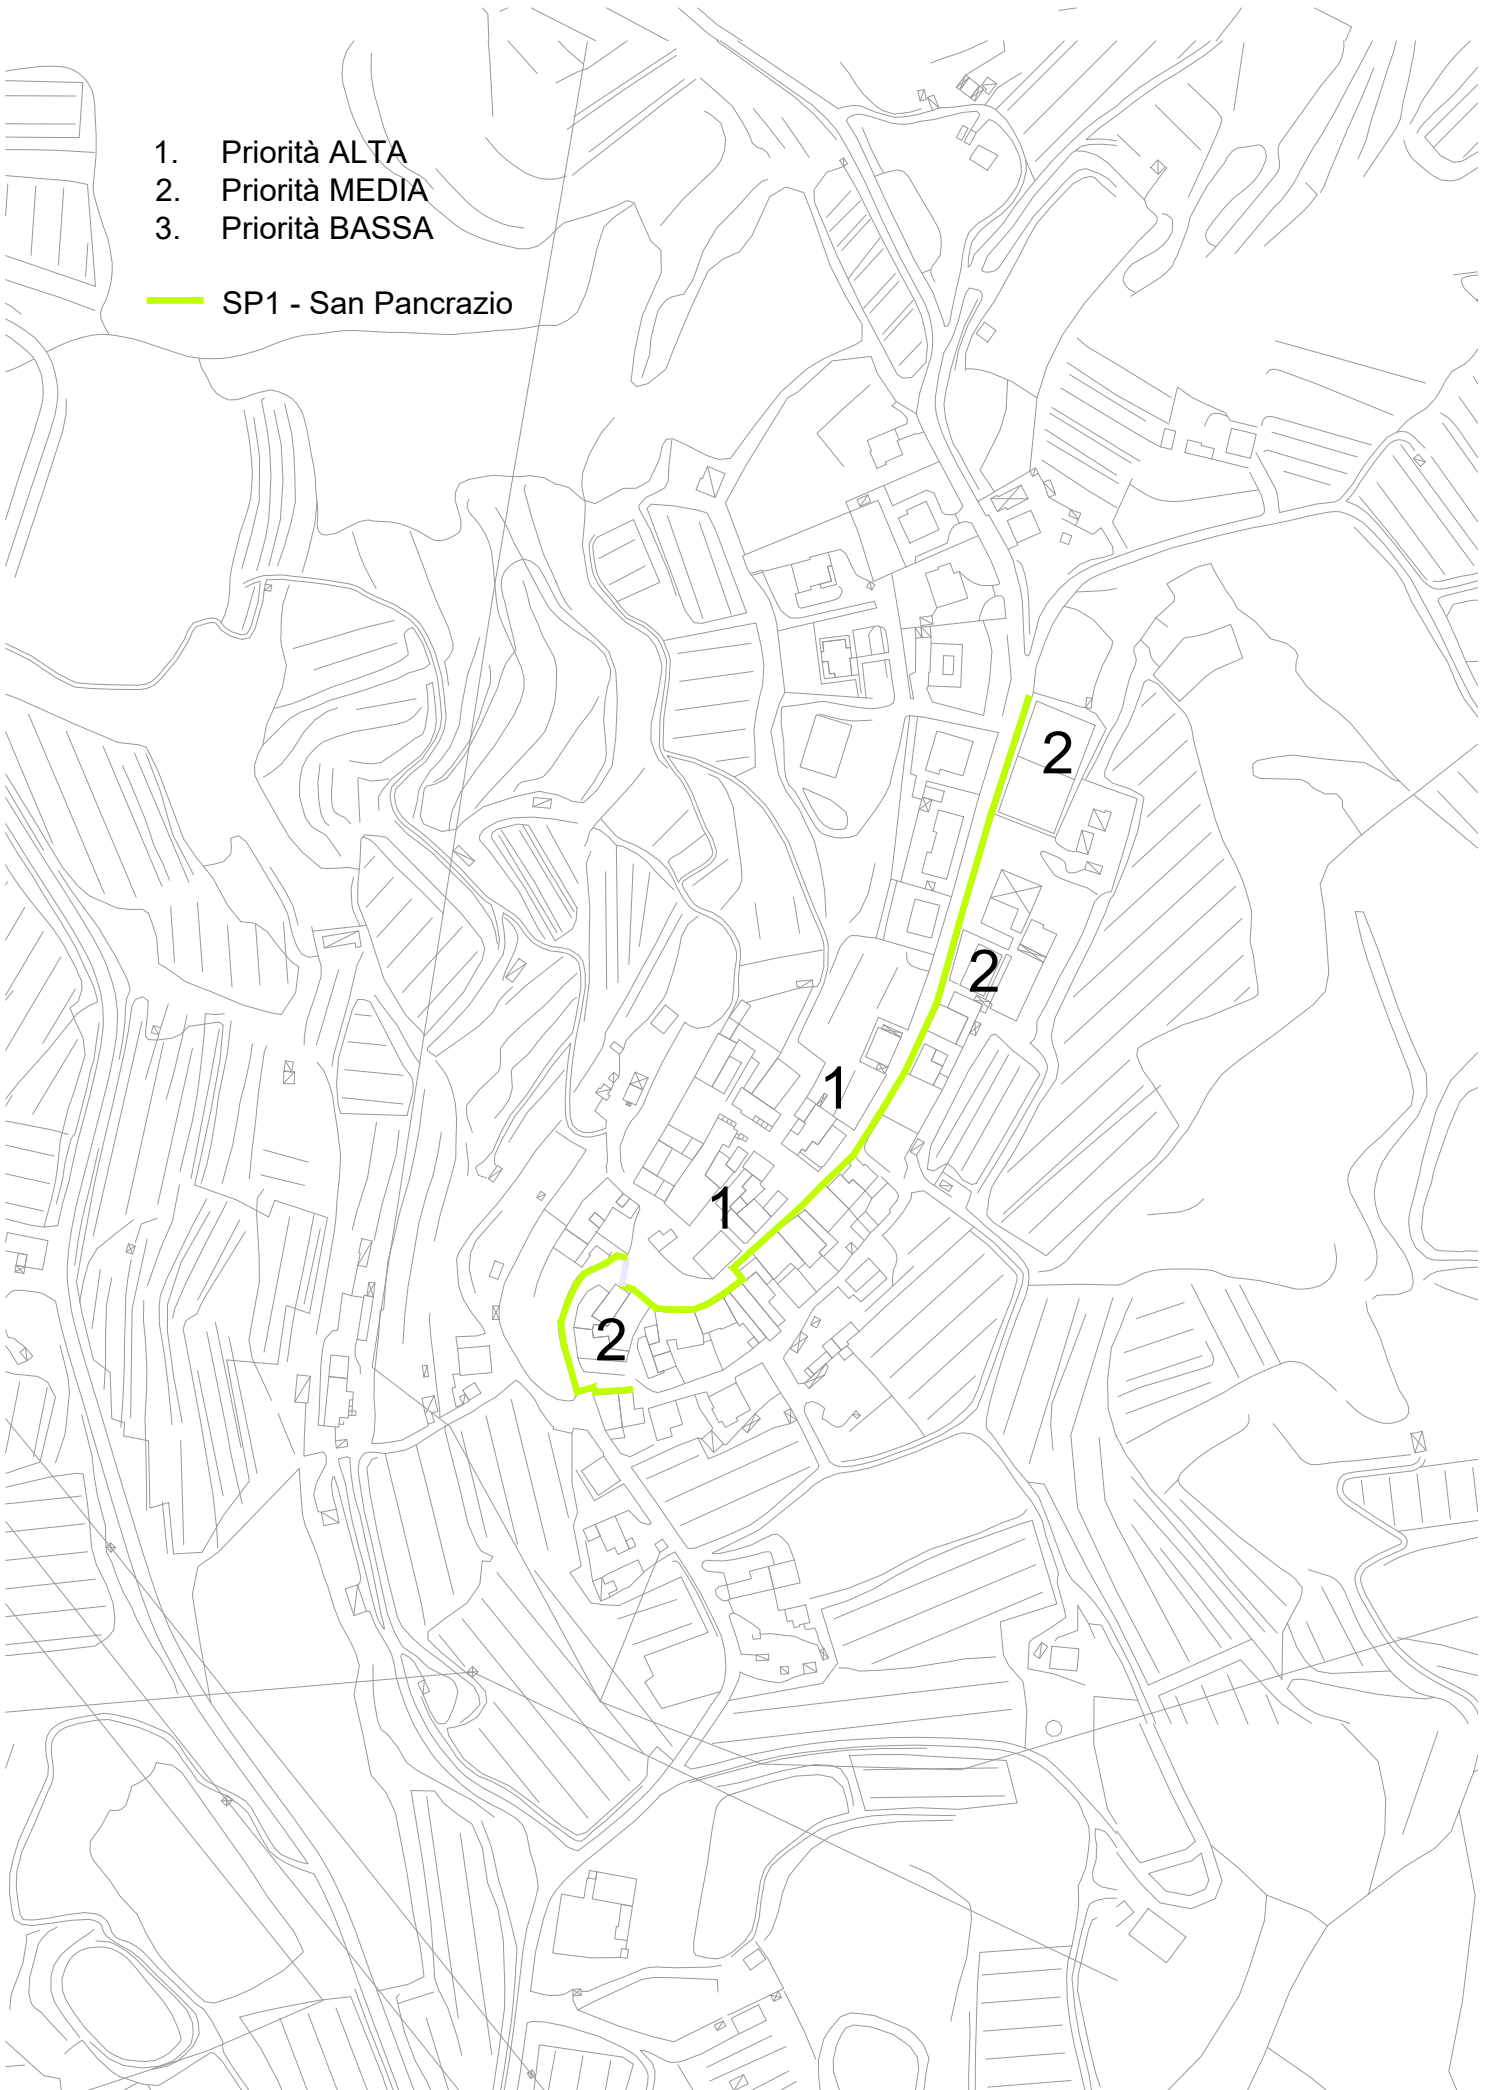 1. Priorità ALTA
2. Priorità MEDIA
3. Priorità BASSA
SP1 - San Pancrazio
2
2
1
1
2